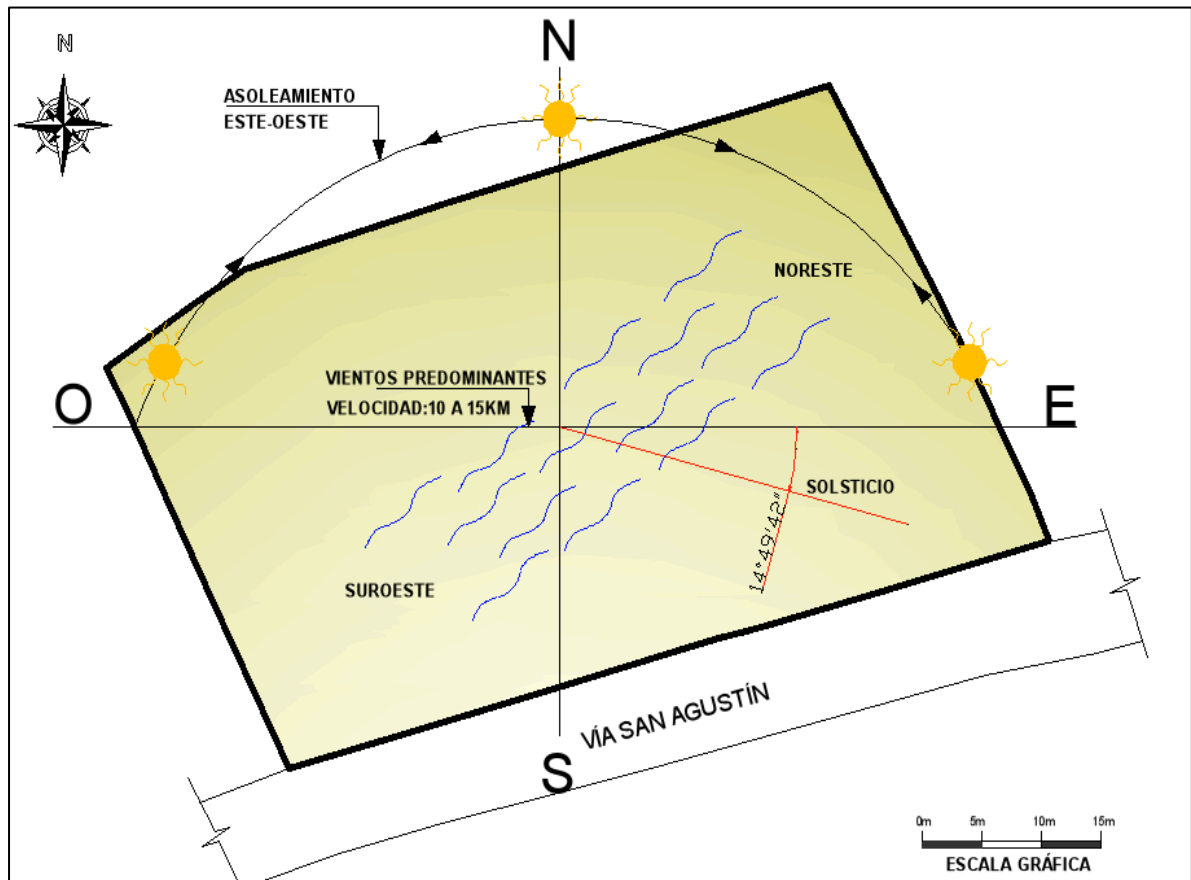 N
N
ASOLEAMIENTO
ESTE-OESTE
NORESTE
VIENTOS PREDOMINANTES
VELOCIDAD:10 A 15KM
O
E
SOLSTICIO
14°49'42"
SUROESTE
VÍA SAN AGUSTÍN
S
0m 5m 10m 15m
ESCALA GRÁFICA